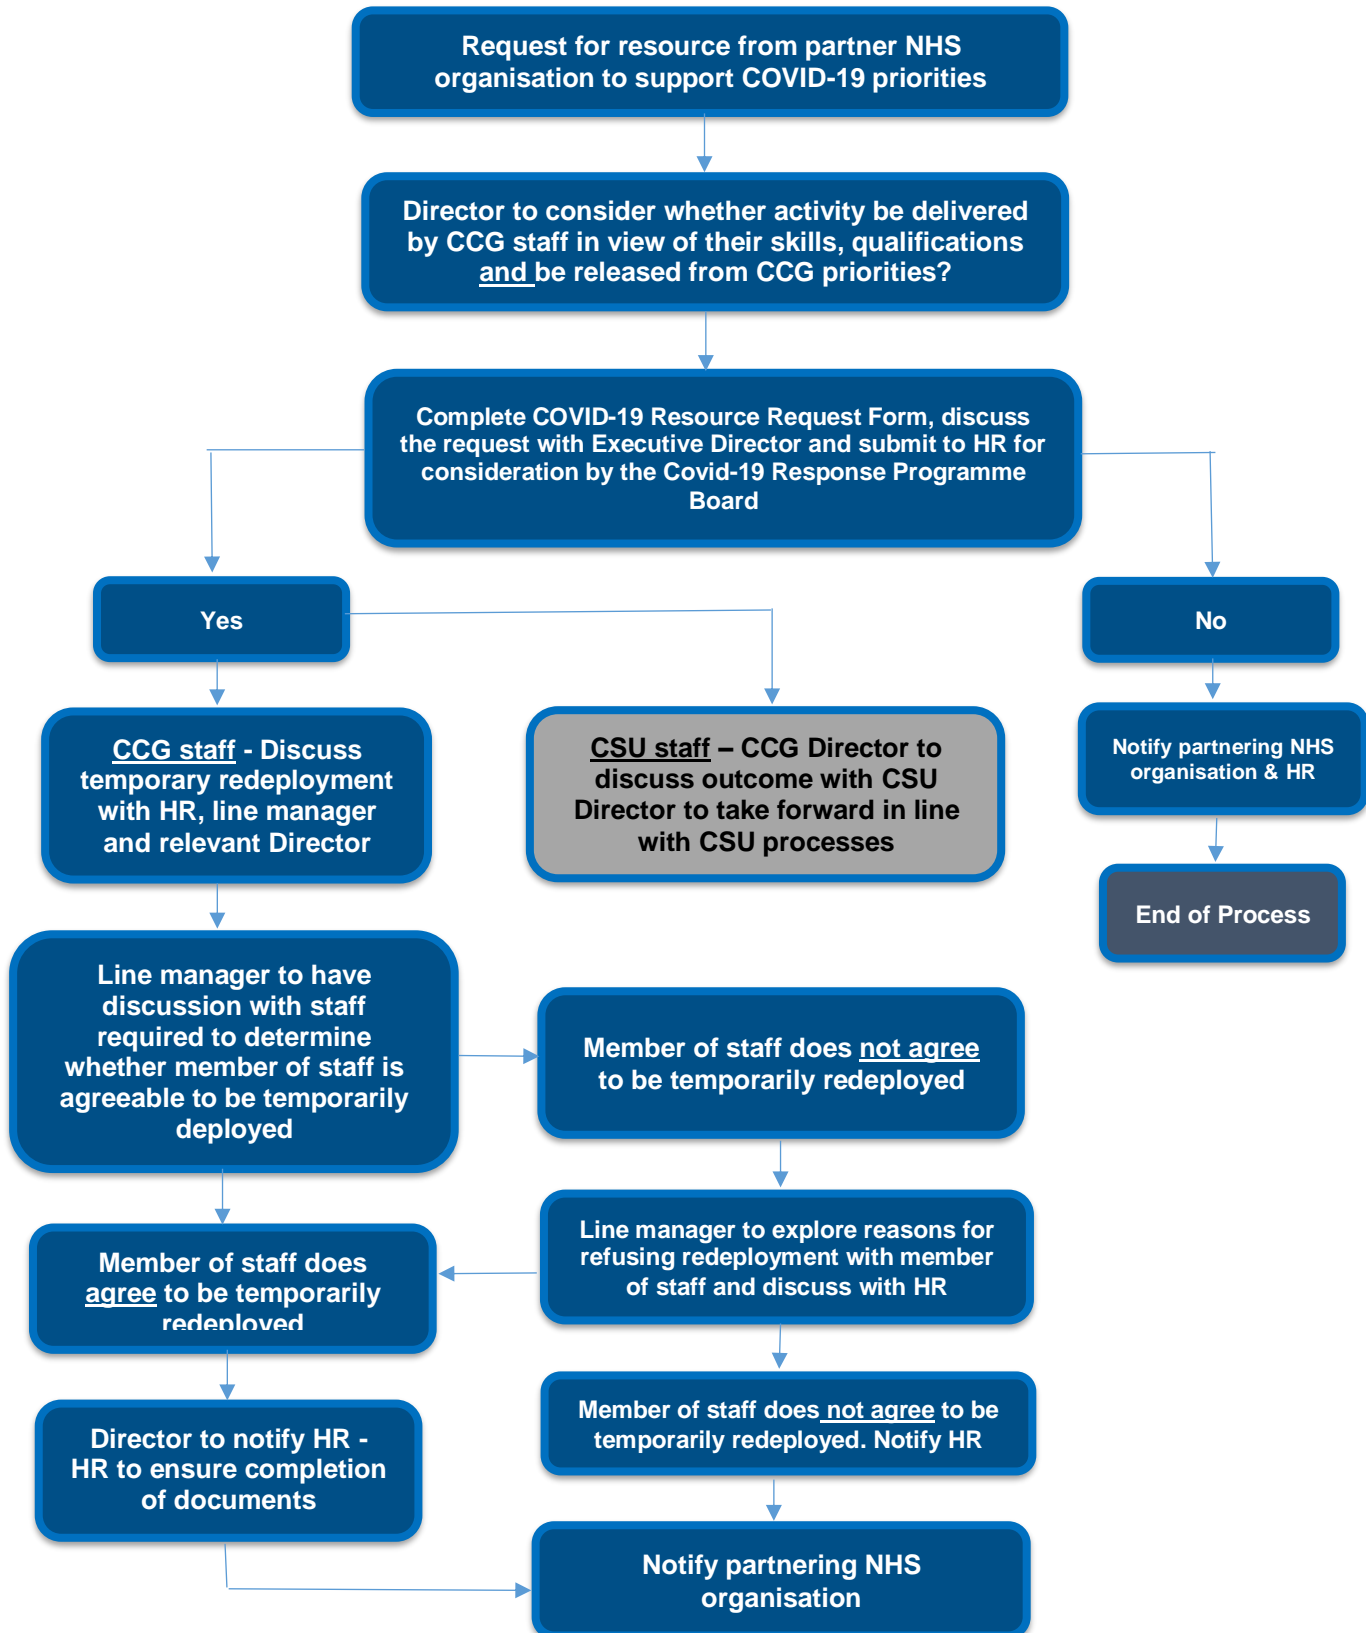 Request for resource from partner NHS
organisation to support COVID-19 priorities
Director to consider whether activity be delivered
by CCG staff in view of their skills, qualifications
and be released from CCG priorities?
Complete COVID-19 Resource Request Form, discuss
the request with Executive Director and submit to HR for
consideration by the Covid-19 Response Programme
Board
Yes
No
CCG staff - Discuss
temporary redeployment
with HR, line manager
and relevant Director
CSU staff – CCG Director to
discuss outcome with CSU
Director to take forward in line
with CSU processes
Notify partnering NHS
organisation & HR
End of Process
Line manager to have
discussion with staff
required to determine
whether member of staff is
agreeable to be temporarily
deployed
Member of staff does not agree
to be temporarily redeployed
Line manager to explore reasons for
refusing redeployment with member
of staff and discuss with HR
Member of staff does
agree to be temporarily
redeployed
Member of staff does not agree to be
temporarily redeployed. Notify HR
Director to notify HR -
HR to ensure completion
of documents
Notify partnering NHS
organisation